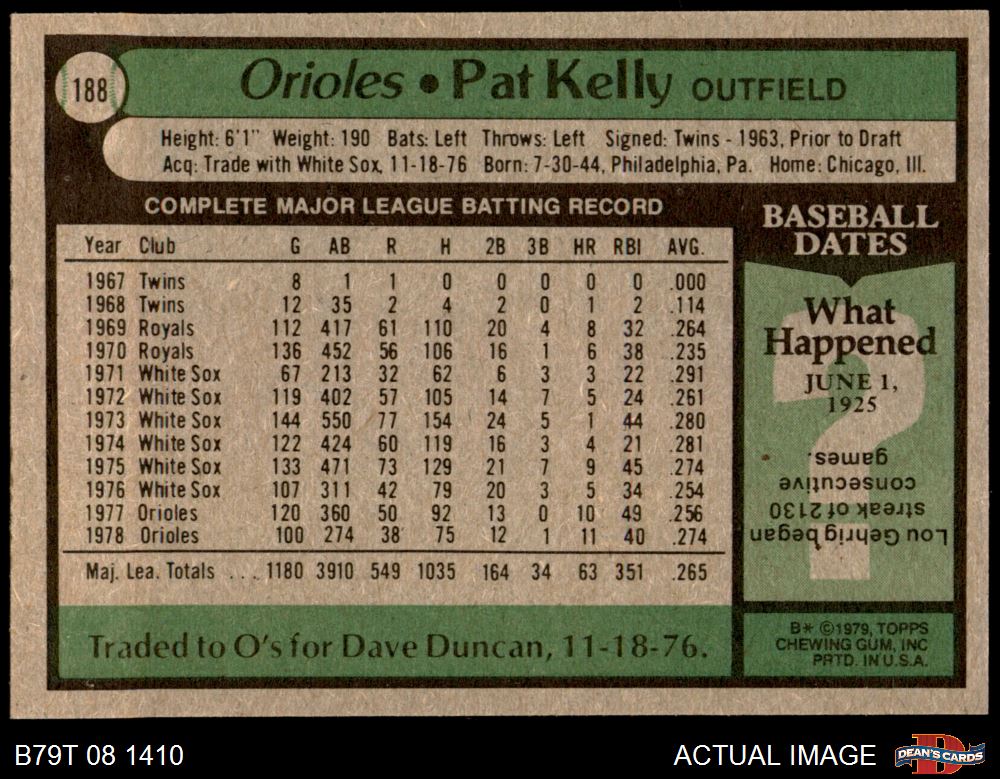 188
Orioles • Pat Kelly OUTFIELD
Height: 6'1" Weight: 190 Bats: Left Throws: Left Signed: Twins - 1963, Prior to Draft
Acq: Trade with White Sox, 11-18-76 Born: 7-30-44, Philadelphia, Pa. Home: Chicago, Ill.
COMPLETE MAJOR LEAGUE BATTING RECORD
Year Club G AB R H 2B 3B HR RBI AVG.
1967 Twins 8 1 1 0 0 0 0 0 .000
1968 Twins 12 35 2 4 2 0 1 2 .114
1969 Royals 112 417 61 110 20 4 8 32 .264
1970 Royals 136 452 56 106 16 1 6 38 .235
1971 White Sox 67 213 32 62 6 3 3 22 .291
1972 White Sox 119 402 57 105 14 7 5 24 .261
1973 White Sox 144 550 77 154 24 5 1 44 .280
1974 White Sox 122 424 60 119 16 3 4 21 .281
1975 White Sox 133 471 73 129 21 7 9 45 .274
1976 White Sox 107 311 42 79 20 3 5 34 .254
1977 Orioles 120 360 50 92 13 0 10 49 .256
1978 Orioles 100 274 38 75 12 1 11 40 .274
Maj. Lea. Totals ... 1180 3910 549 1035 164 34 63 351 .265
BASEBALL
DATES
What
Happened
JUNE 1,
1925
Lou Gehrig began
streak of 2130
consecutive
games.
Traded to O's for Dave Duncan, 11-18-76.
B* ©1979, TOPPS
CHEWING GUM, INC
PRTD. IN U.S.A.
B79T 08 1410
ACTUAL IMAGE
DEAN'S CARDS